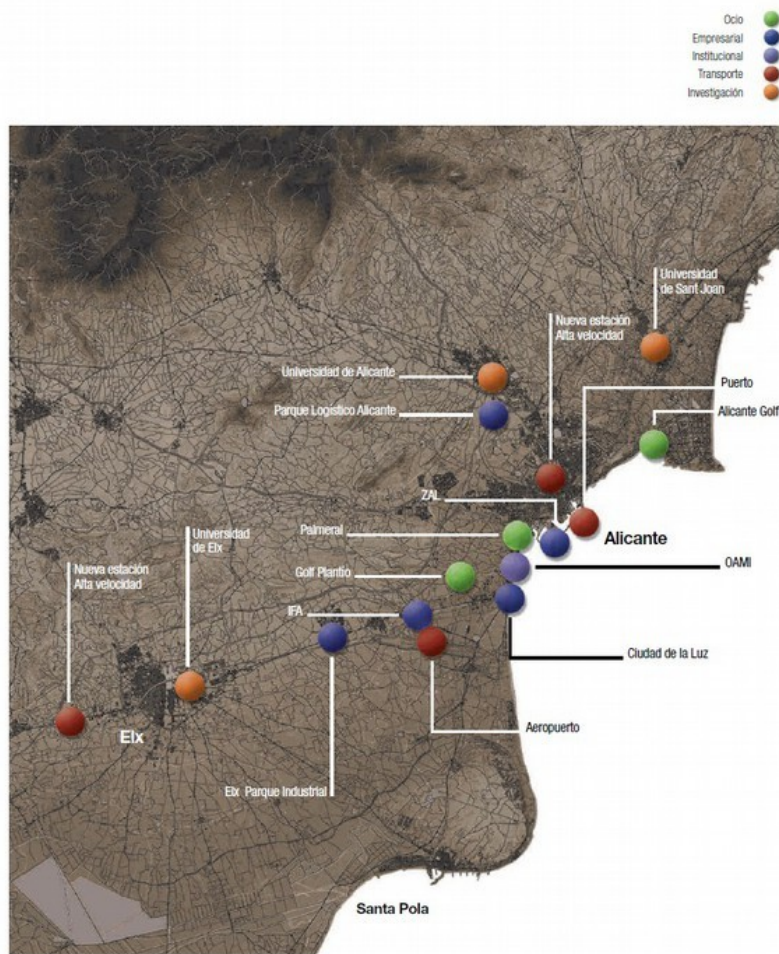 Ocio
Empresarial
Institucional
Transporte
Investigación
Universidad
de Sant Joan
Nueva estación
Alta velocidad
Universidad de Alicante
Puerto
Parque Logístico Alicante
Alicante Golf
ZAL
Palmeral
Universidad
de Elx
Alicante
Nueva estación
Alta velocidad
Golf Plantío
OAMI
IFA
Ciudad de la Luz
Elx
Aeropuerto
Elx Parque Industrial
Santa Pola